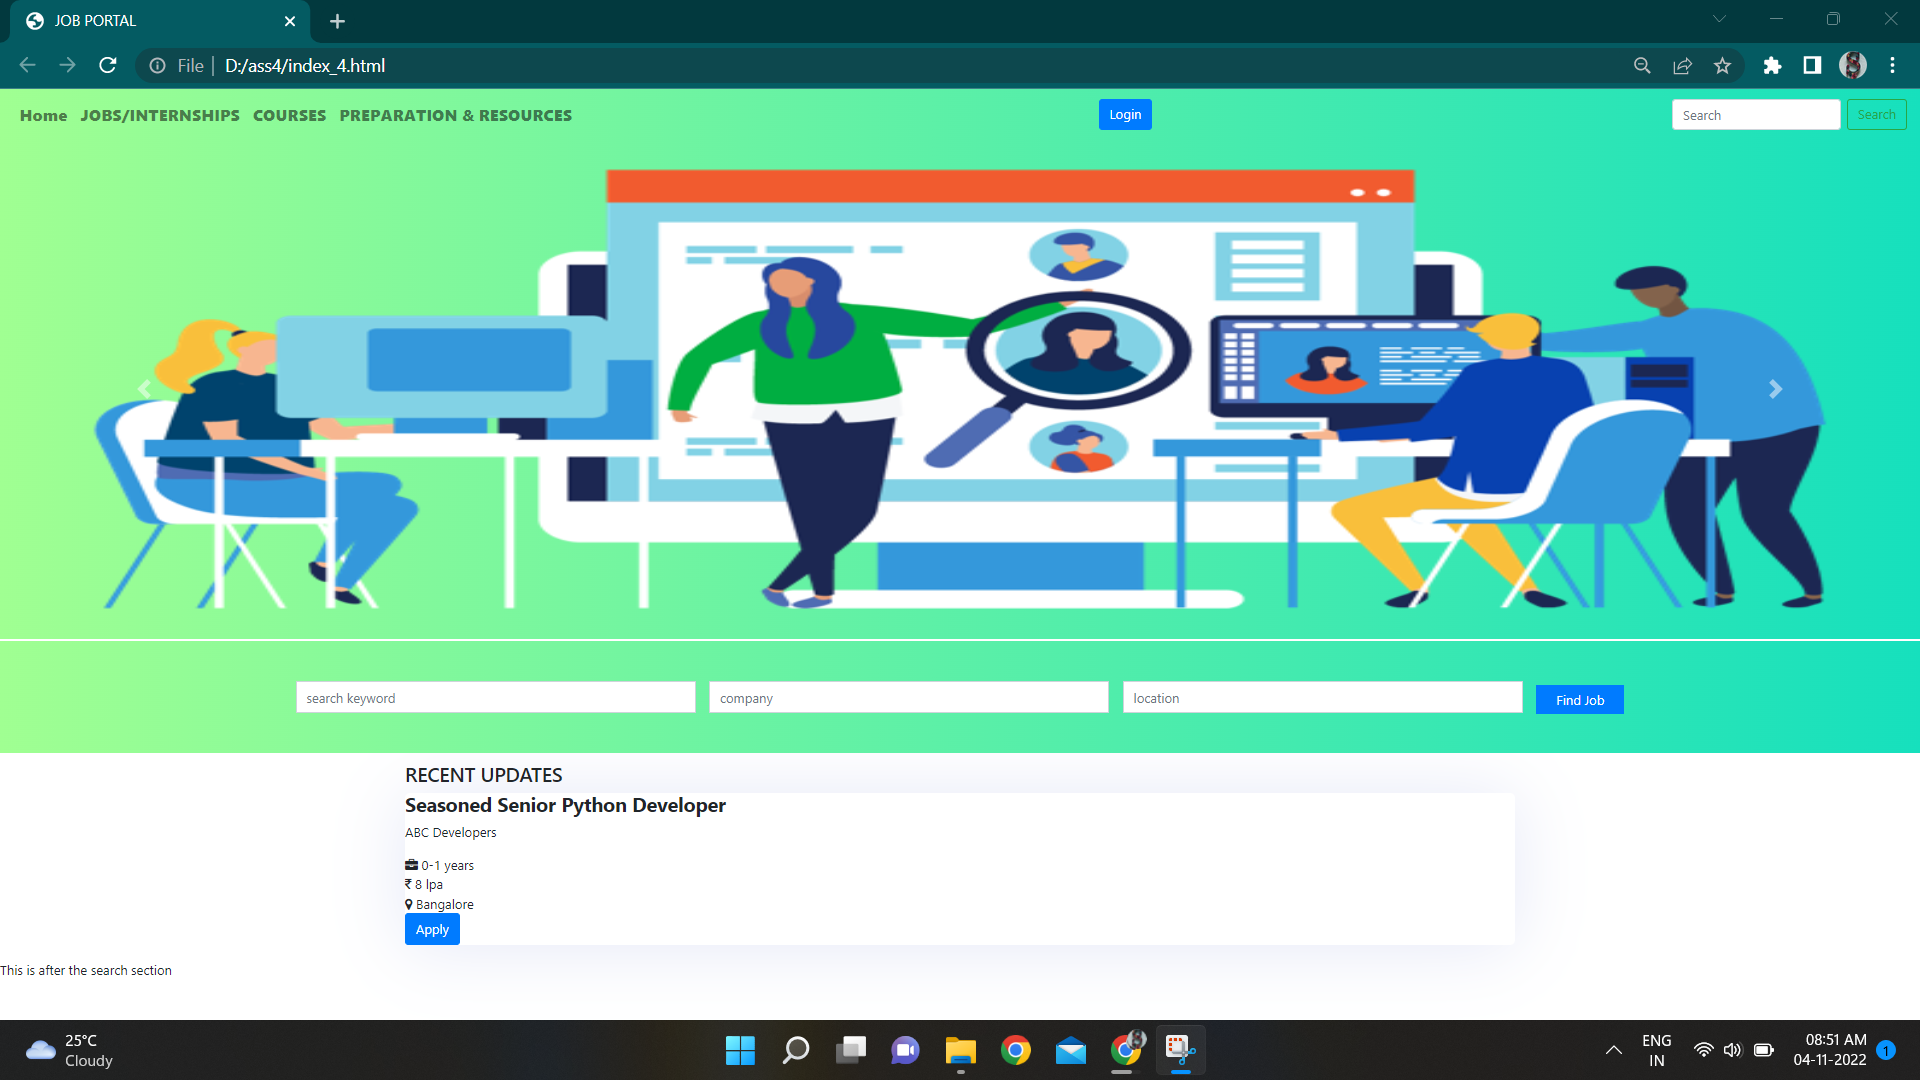 JOB PORTAL
File | D:/ass4/index_4.html
Home JOBS/INTERNSHIPS COURSES PREPARATION & RESOURCES Login Search Search
search keyword company location Find Job
RECENT UPDATES
Seasoned Senior Python Developer
ABC Developers
0-1 years
₹ 8 lpa
Bangalore
Apply
This is after the search section
25°C
Cloudy
ENG
IN
08:51 AM
04-11-2022
1